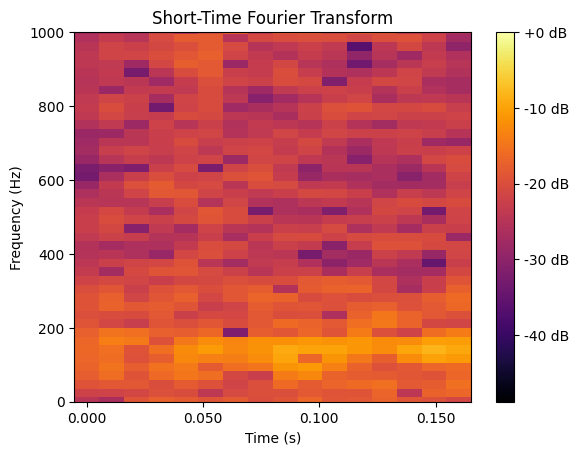 Short-Time Fourier Transform
Frequency (Hz)
1000
800
600
400
200
0
0.000
0.050
0.100
0.150
Time (s)
+0 dB
-10 dB
-20 dB
-30 dB
-40 dB